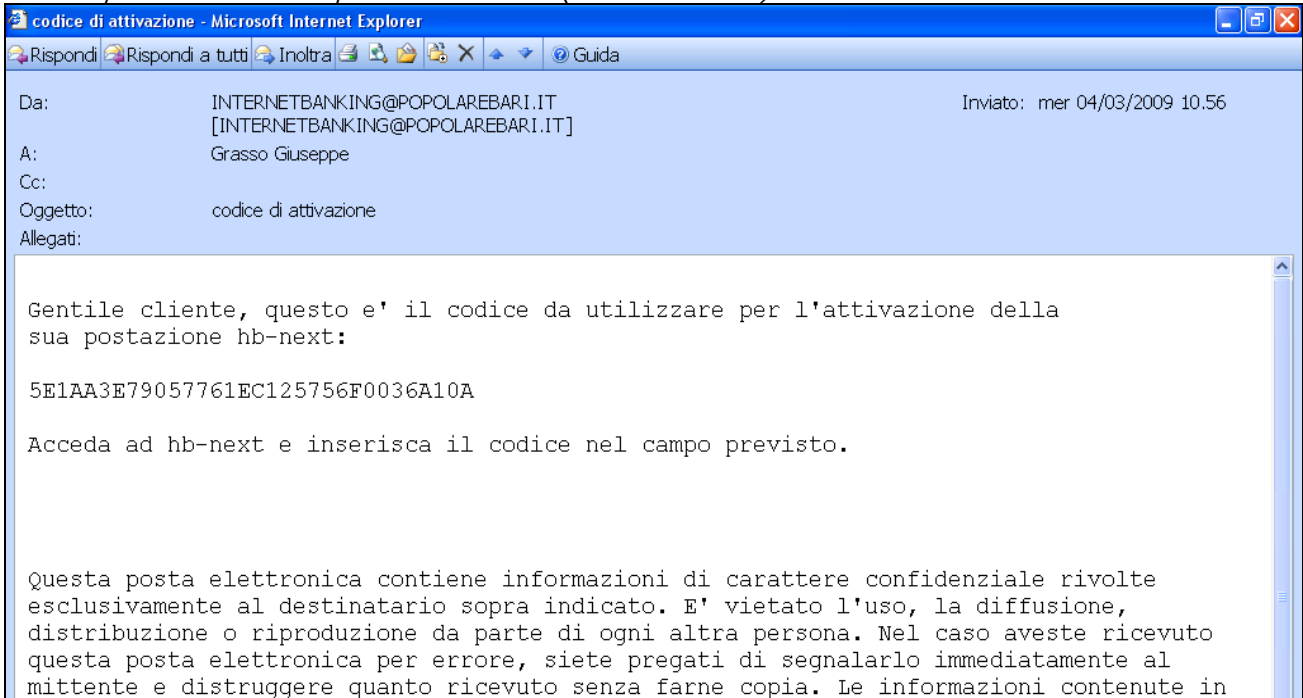 codice di attivazione - Microsoft Internet Explorer
Rispondi Rispondi a tutti Inoltra Guida
Da: INTERNETBANKING@POPOLAREBARI.IT Inviato: mer 04/03/2009 10.56
[INTERNETBANKING@POPOLAREBARI.IT]
A: Grasso Giuseppe
Cc:
Oggetto: codice di attivazione
Allegati:
Gentile cliente, questo e' il codice da utilizzare per l'attivazione della
sua postazione hb-next:
5E1AA3E79057761EC125756F0036A10A
Acceda ad hb-next e inserisca il codice nel campo previsto.
Questa posta elettronica contiene informazioni di carattere confidenziale rivolte
esclusivamente al destinatario sopra indicato. E' vietato l'uso, la diffusione,
distribuzione o riproduzione da parte di ogni altra persona. Nel caso aveste ricevuto
questa posta elettronica per errore, siete pregati di segnalarlo immediatamente al
mittente e distruggere quanto ricevuto senza farne copia. Le informazioni contenute in